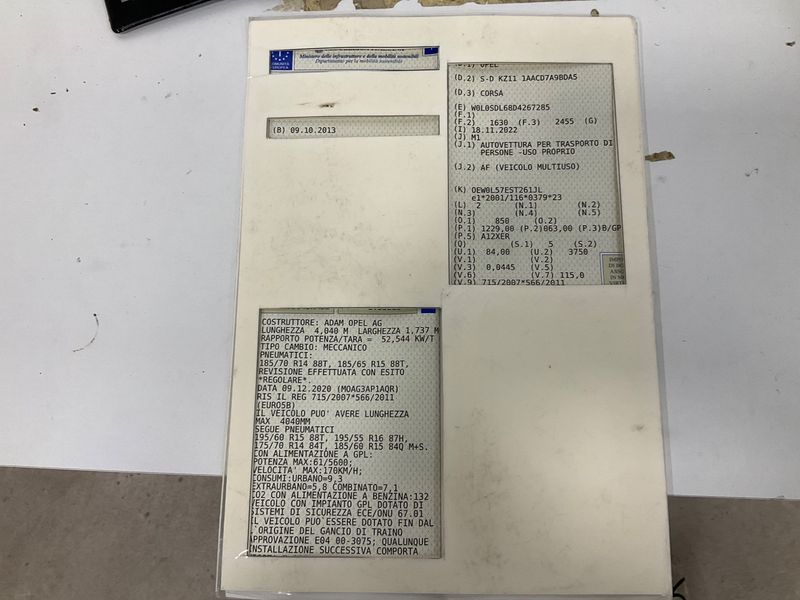 COMUNITÀ EUROPEA
Ministero delle infrastrutture e della mobilità sostenibili
Dipartimento per la mobilità sostenibile
(B) 09.10.2013
(D.1) OPEL
(D.2) S-D KZ11 1AACD7A9BDA5
(D.3) CORSA
(E) W0L0SDL68D4267285
(F.1)
(F.2) 1630 (F.3) 2455 (G)
(I) 18.11.2022
(J) M1
(J.1) AUTOVETTURA PER TRASPORTO DI
PERSONE -USO PROPRIO
(J.2) AF (VEICOLO MULTIUSO)
(K) OEW0L57EST261JL
e1*2001/116*0379*23
(L) 2 (N.1) (N.2)
(N.3) (N.4) (N.5)
(O.1) 850 (O.2)
(P.1) 1229,00 (P.2)063,00 (P.3)B/GP
(P.5) A12XER
(Q) (S.1) 5 (S.2)
(U.1) 84,00 (U.2) 3750
(V.1) (V.2)
(V.3) 0,0445 (V.5)
(V.6) (V.7) 115,0
(V.9) 715/2007*566/2011
COSTRUTTORE: ADAM OPEL AG
LUNGHEZZA 4,040 M LARGHEZZA 1,737 M
RAPPORTO POTENZA/TARA = 52,544 KW/T
TIPO CAMBIO: MECCANICO
PNEUMATICI:
185/70 R14 88T, 185/65 R15 88T,
REVISIONE EFFETTUATA CON ESITO
*REGOLARE*.
DATA 09.12.2020 (MOAG3AP1AQR)
RIS IL REG 715/2007*566/2011
(EURO5B)
IL VEICOLO PUO' AVERE LUNGHEZZA
MAX 4040MM
SEGUE PNEUMATICI
195/60 R15 88T, 195/55 R16 87H,
175/70 R14 84T, 185/60 R15 84Q M+S.
CON ALIMENTAZIONE A GPL:
POTENZA MAX:61/5600;
VELOCITA' MAX:170KM/H;
CONSUMI:URBANO=9,3
EXTRAURBANO=5,8 COMBINATO=7,1
CO2 CON ALIMENTAZIONE A BENZINA:132
VEICOLO CON IMPIANTO GPL DOTATO DI
SISTEMI DI SICUREZZA ECE/ONU 67.01
IL VEICOLO PUO'ESSERE DOTATO FIN DAL
L'ORIGINE DEL GANCIO DI TRAINO
APPROVAZIONE E04 00-3075; QUALUNQUE
INSTALLAZIONE SUCCESSIVA COMPORTA